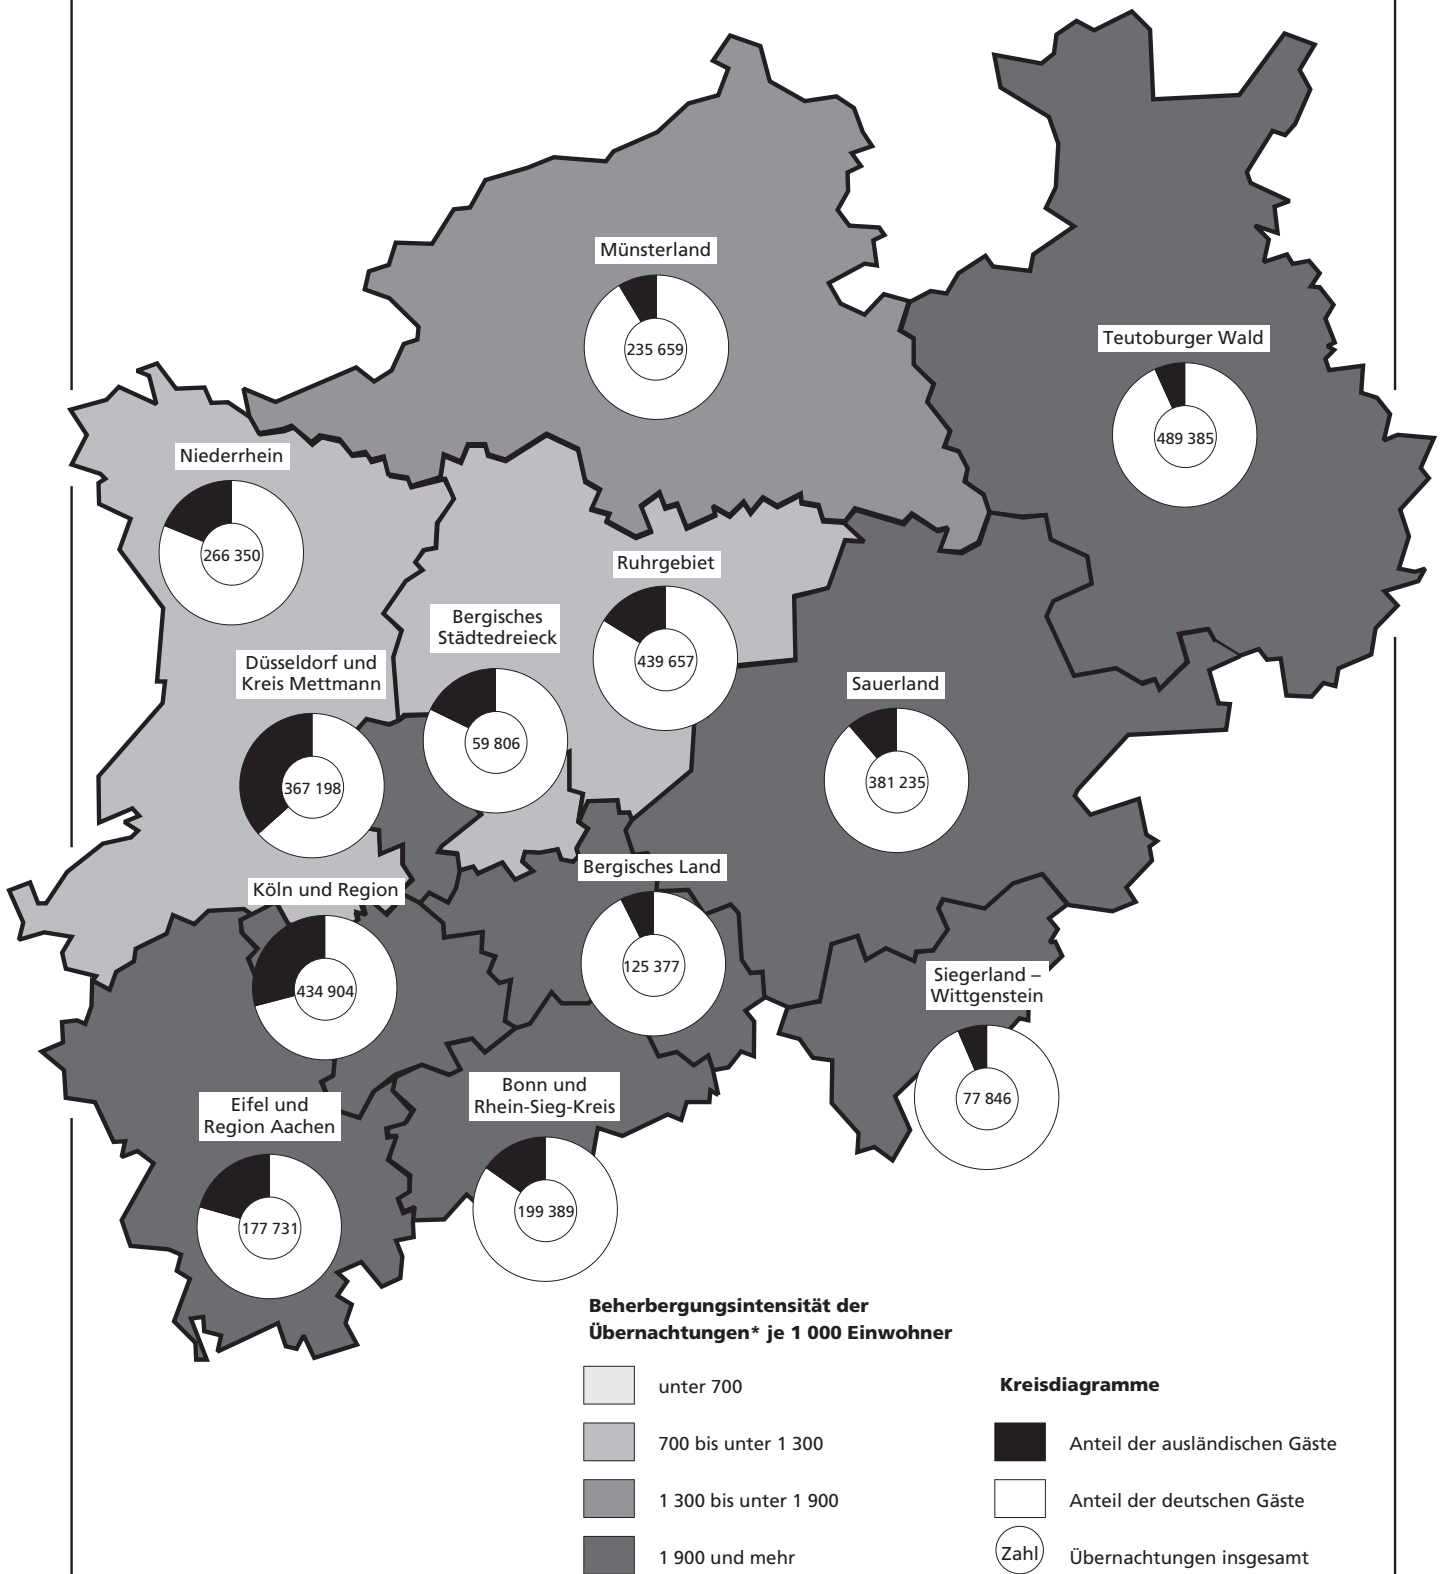 Münsterland
235 659
Teutoburger Wald
489 385
Niederrhein
266 350
Ruhrgebiet
439 657
Bergisches
Städtedreieck
59 806
Düsseldorf und
Kreis Mettmann
367 198
Sauerland
381 235
Bergisches Land
125 377
Köln und Region
434 904
Siegerland –
Wittgenstein
77 846
Bonn und
Rhein-Sieg-Kreis
199 389
Eifel und
Region Aachen
177 731
Beherbergungsintensität der
Übernachtungen* je 1 000 Einwohner
unter 700
700 bis unter 1 300
1 300 bis unter 1 900
1 900 und mehr
Kreisdiagramme
Anteil der ausländischen Gäste
Anteil der deutschen Gäste
Zahl Übernachtungen insgesamt